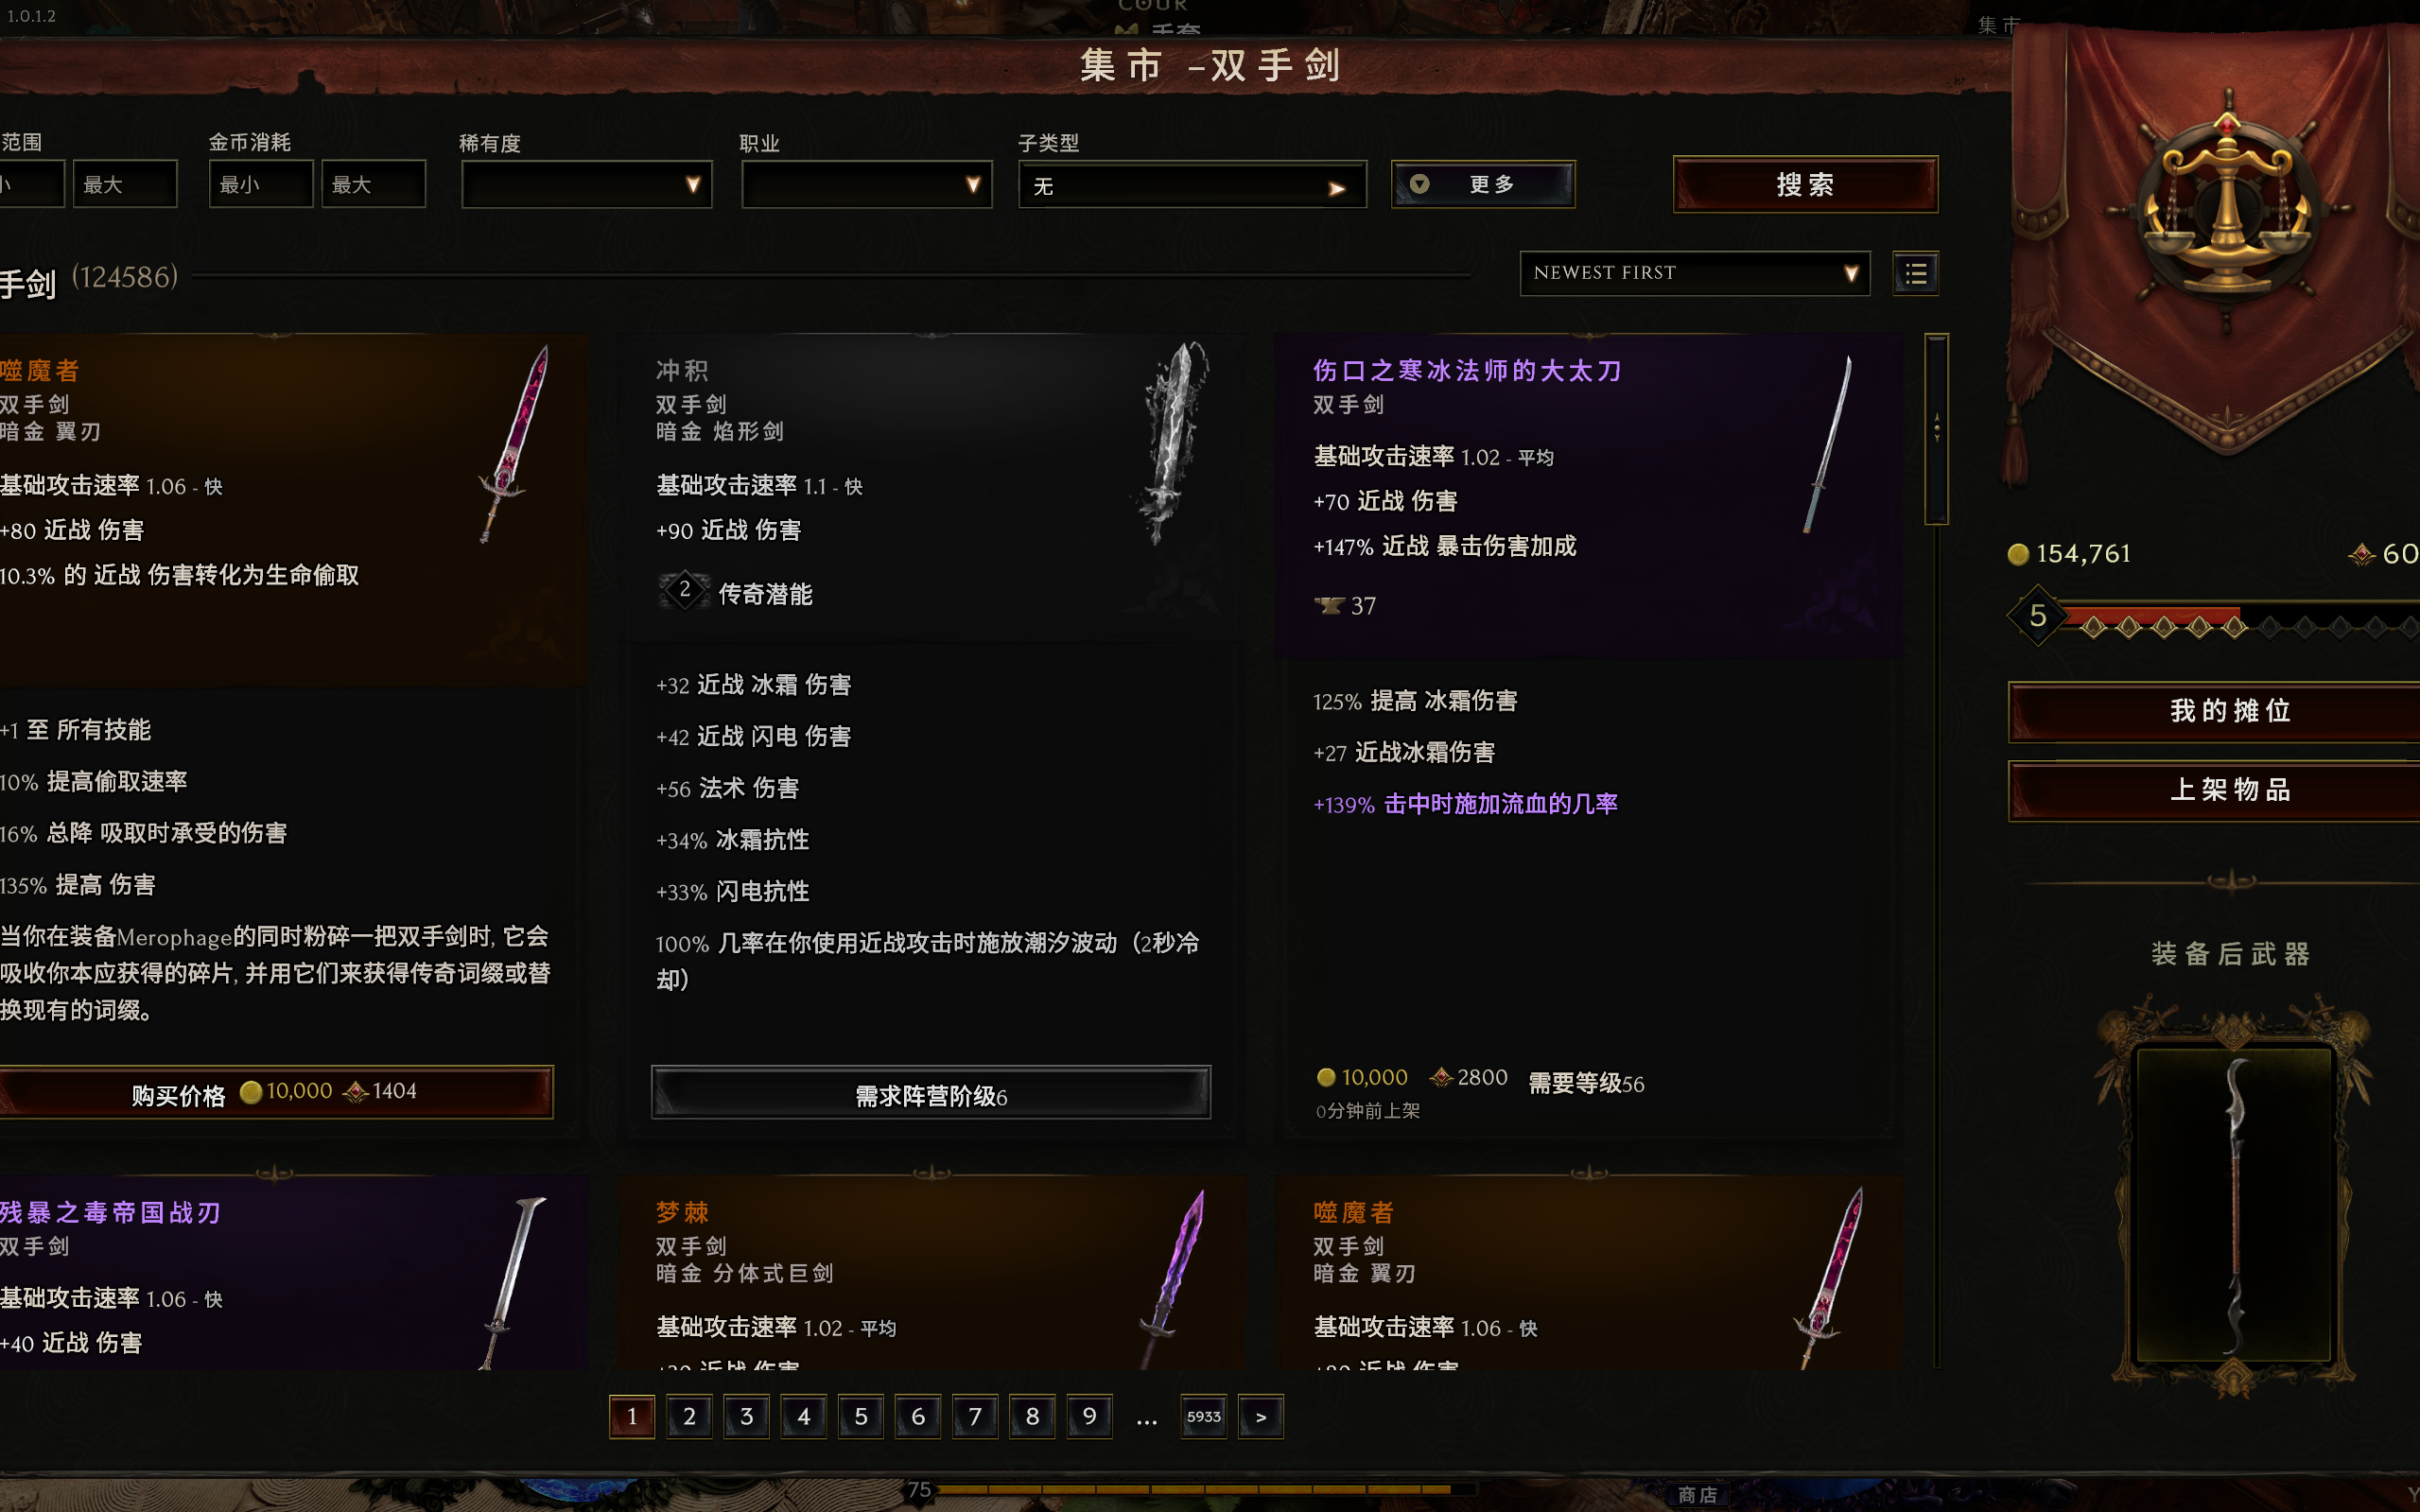 1.0.1.2
COUR
手套
集市
集市 -双手剑
范围
金币消耗
稀有度
职业
子类型
小
最大
最小
最大
无
更多
搜索
手剑 (124586)
NEWEST FIRST
噬魔者
双手剑
暗金 翼刃
基础攻击速率 1.06 - 快
+80 近战 伤害
10.3% 的 近战 伤害转化为生命偷取
+1 至 所有技能
10% 提高偷取速率
16% 总降 吸取时承受的伤害
135% 提高 伤害
当你在装备Merophage的同时粉碎一把双手剑时, 它会
吸收你本应获得的碎片, 并用它们来获得传奇词缀或替
换现有的词缀。
购买价格 10,000 1404
冲积
双手剑
暗金 焰形剑
基础攻击速率 1.1 - 快
+90 近战 伤害
2 传奇潜能
+32 近战 冰霜 伤害
+42 近战 闪电 伤害
+56 法术 伤害
+34% 冰霜抗性
+33% 闪电抗性
100% 几率在你使用近战攻击时施放潮汐波动（2秒冷
却）
需求阵营阶级6
伤口之寒冰法师的大太刀
双手剑
基础攻击速率 1.02 - 平均
+70 近战 伤害
+147% 近战 暴击伤害加成
37
125% 提高 冰霜伤害
+27 近战冰霜伤害
+139% 击中时施加流血的几率
10,000 2800 需要等级56
0分钟前上架
残暴之毒帝国战刃
双手剑
基础攻击速率 1.06 - 快
+40 近战 伤害
梦棘
双手剑
暗金 分体式巨剑
基础攻击速率 1.02 - 平均
近战 伤害
噬魔者
双手剑
暗金 翼刃
基础攻击速率 1.06 - 快
+80 近战 伤害
1 2 3 4 5 6 7 8 9 ... 5933 >
154,761
60
5
我的摊位
上架物品
装备后武器
75
商店
Y